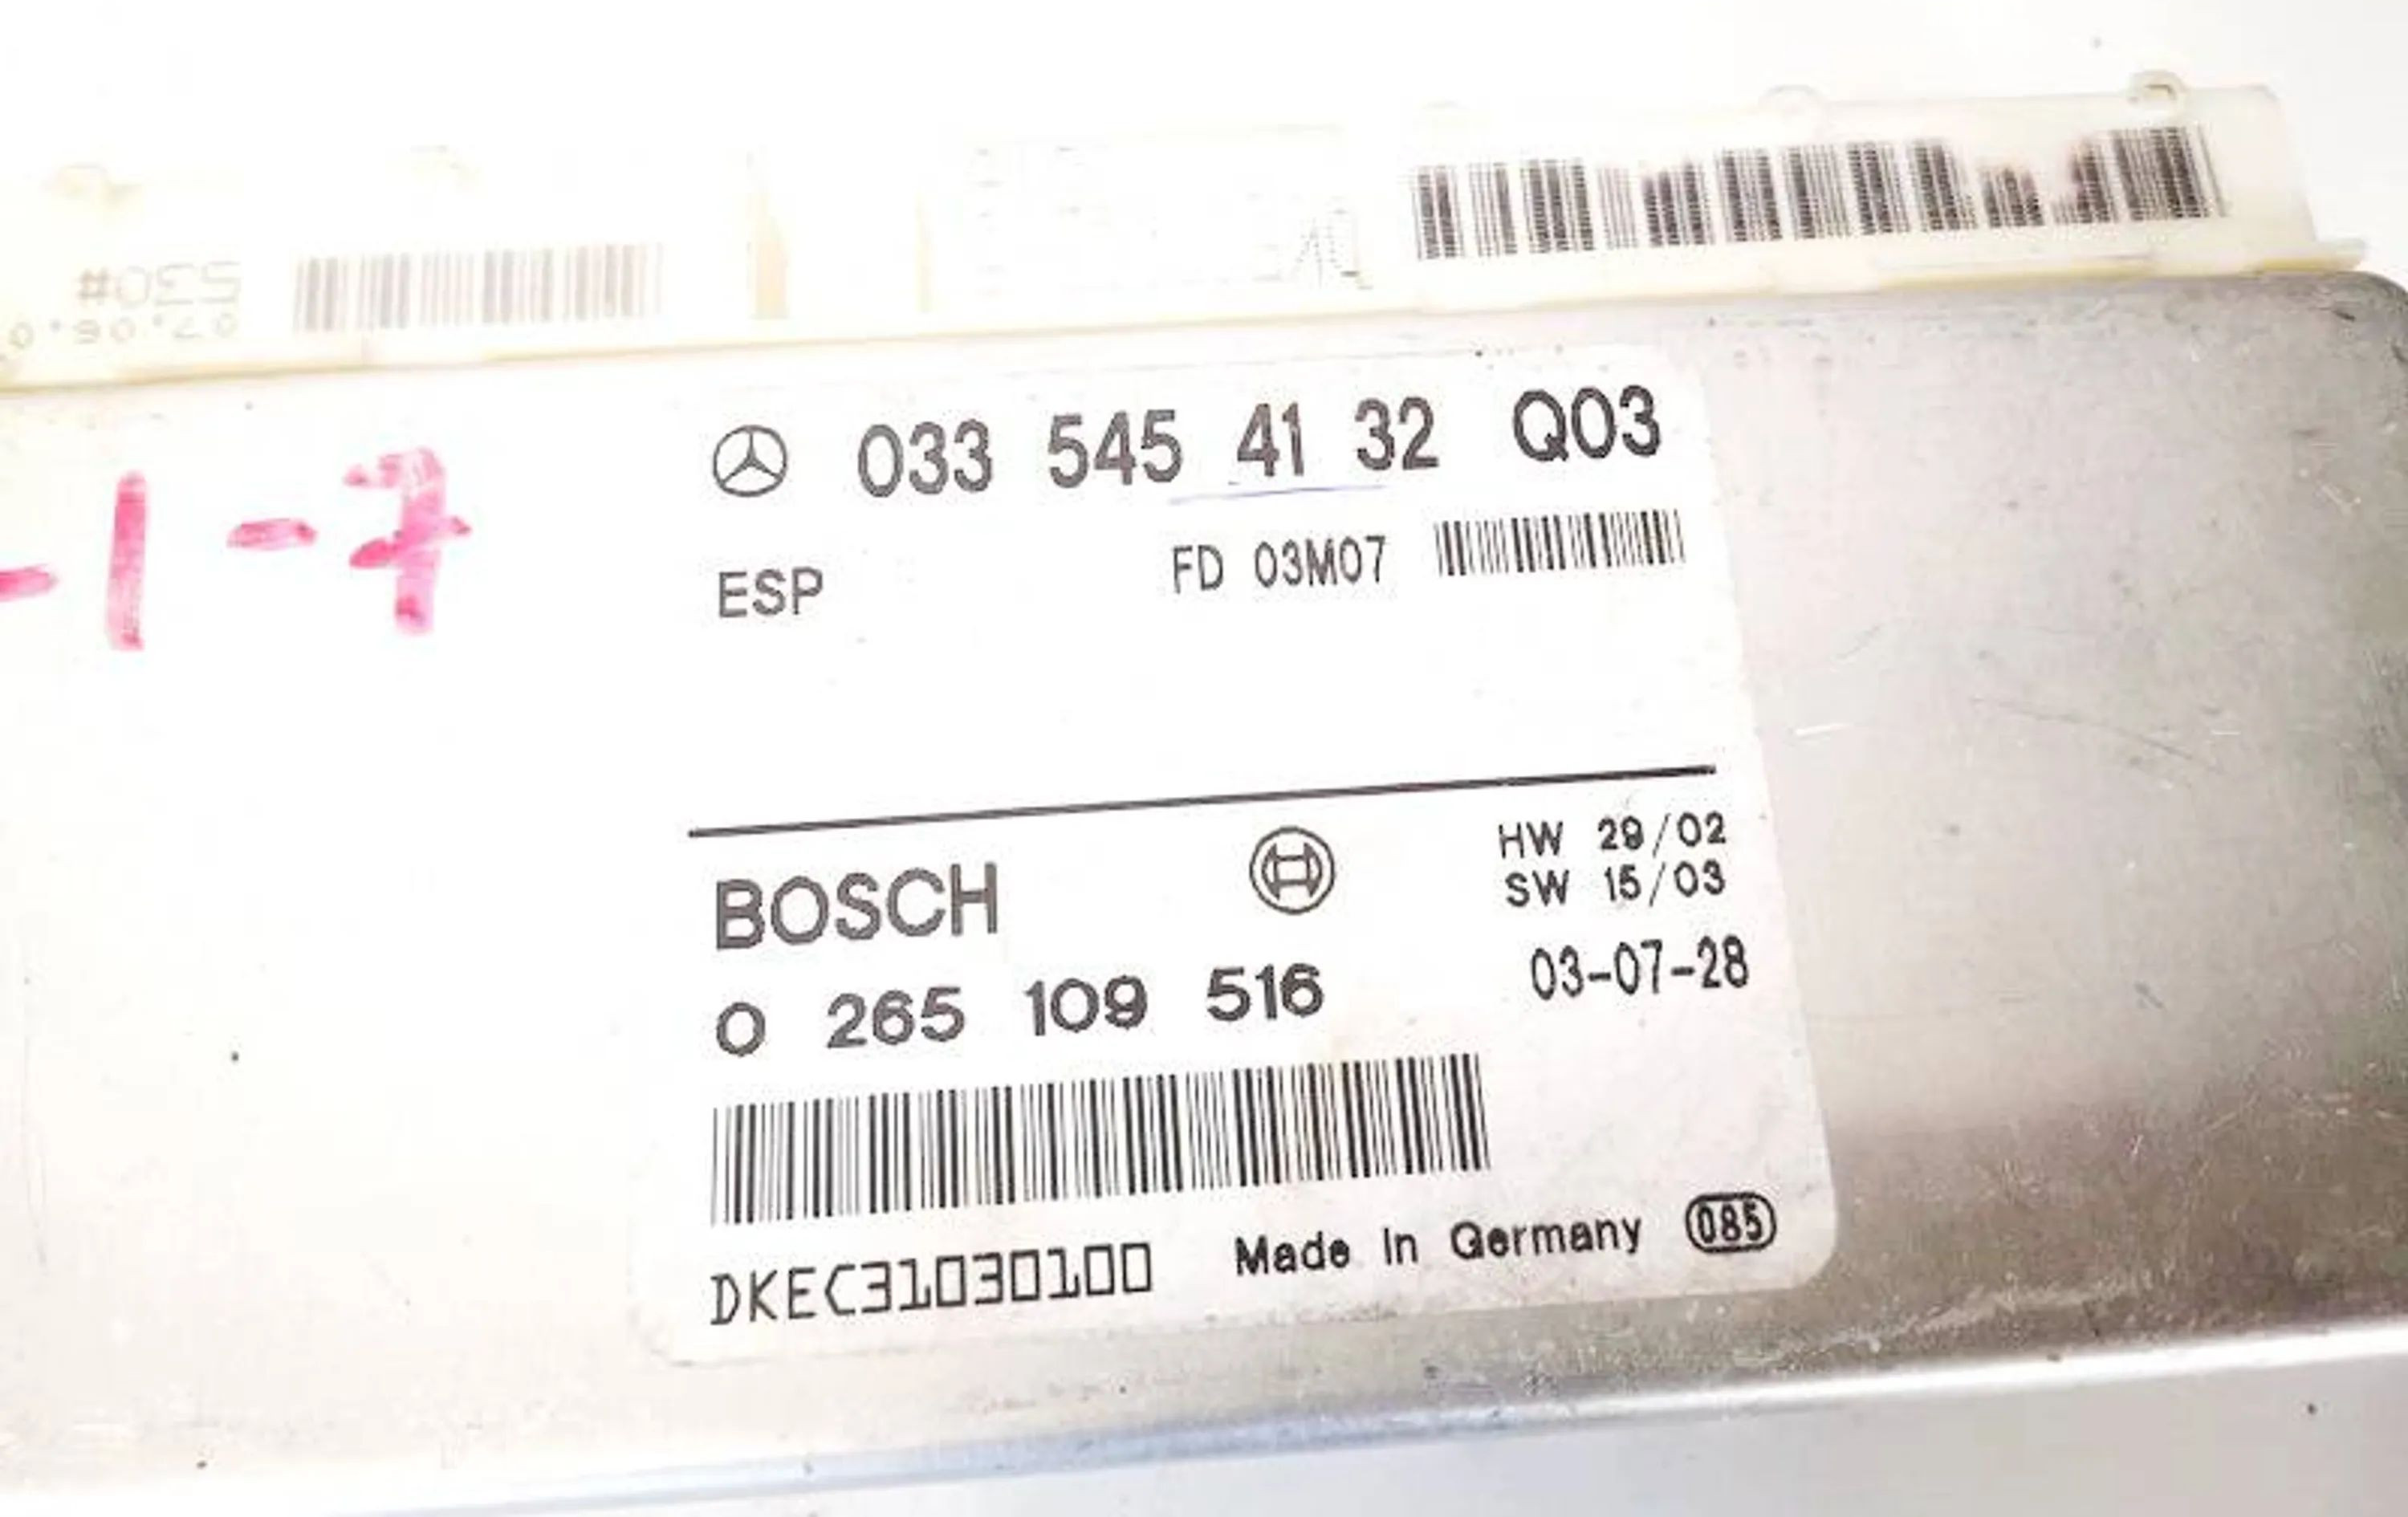 530#
07.06.0
-1-7
033 545 41 32 Q03
ESP FD 03M07
HW 29/02
BOSCH SW 15/03
0 265 109 516 03-07-28
DKEC31030100 Made in Germany 085